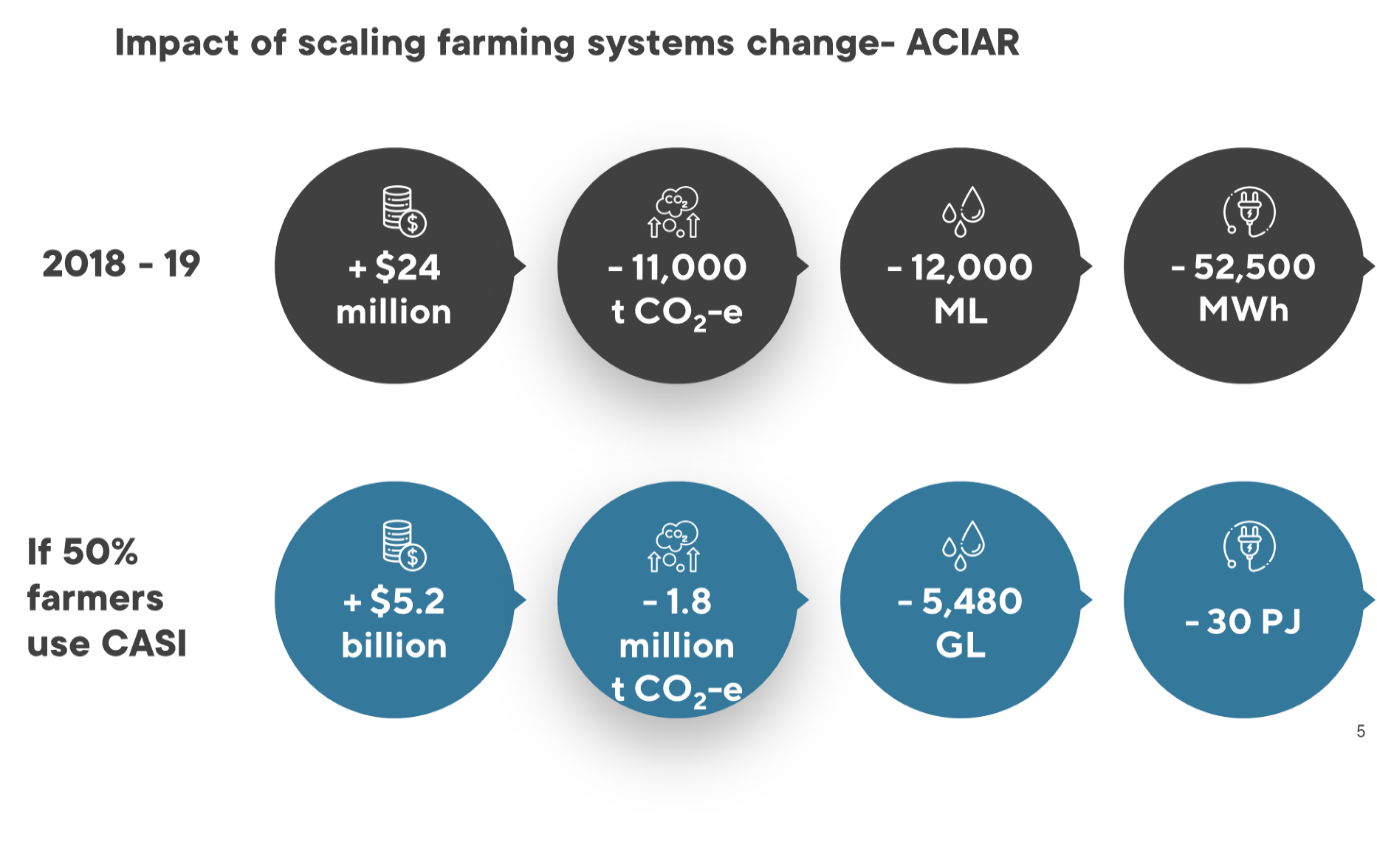 Impact of scaling farming systems change- ACIAR
2018 - 19
+ $24
million
CO2
- 11,000
t CO₂-e
- 12,000
ML
- 52,500
MWh
If 50%
farmers
use CASI
+ $5.2
billion
CO2
- 1.8
million
t CO₂-e
- 5,480
GL
- 30 PJ
5